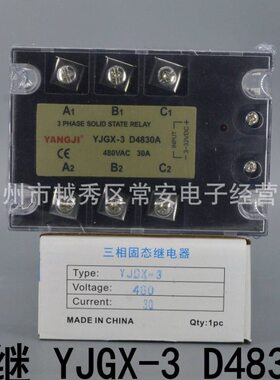 A1 B1 C1
3 PHASE SOLID STATE RELAY
YANGJI YJGX-3 D4830A
CE 480VAC 30A
- 3-32VDC +
INPUT
A2 B2 C2
州市越秀区常安电子经营
三相固态继电器
Type: YJGX-3
Voltage: 480
Current: 30
MADE IN CHINA Qty:1pc
继 YJGX-3 D483